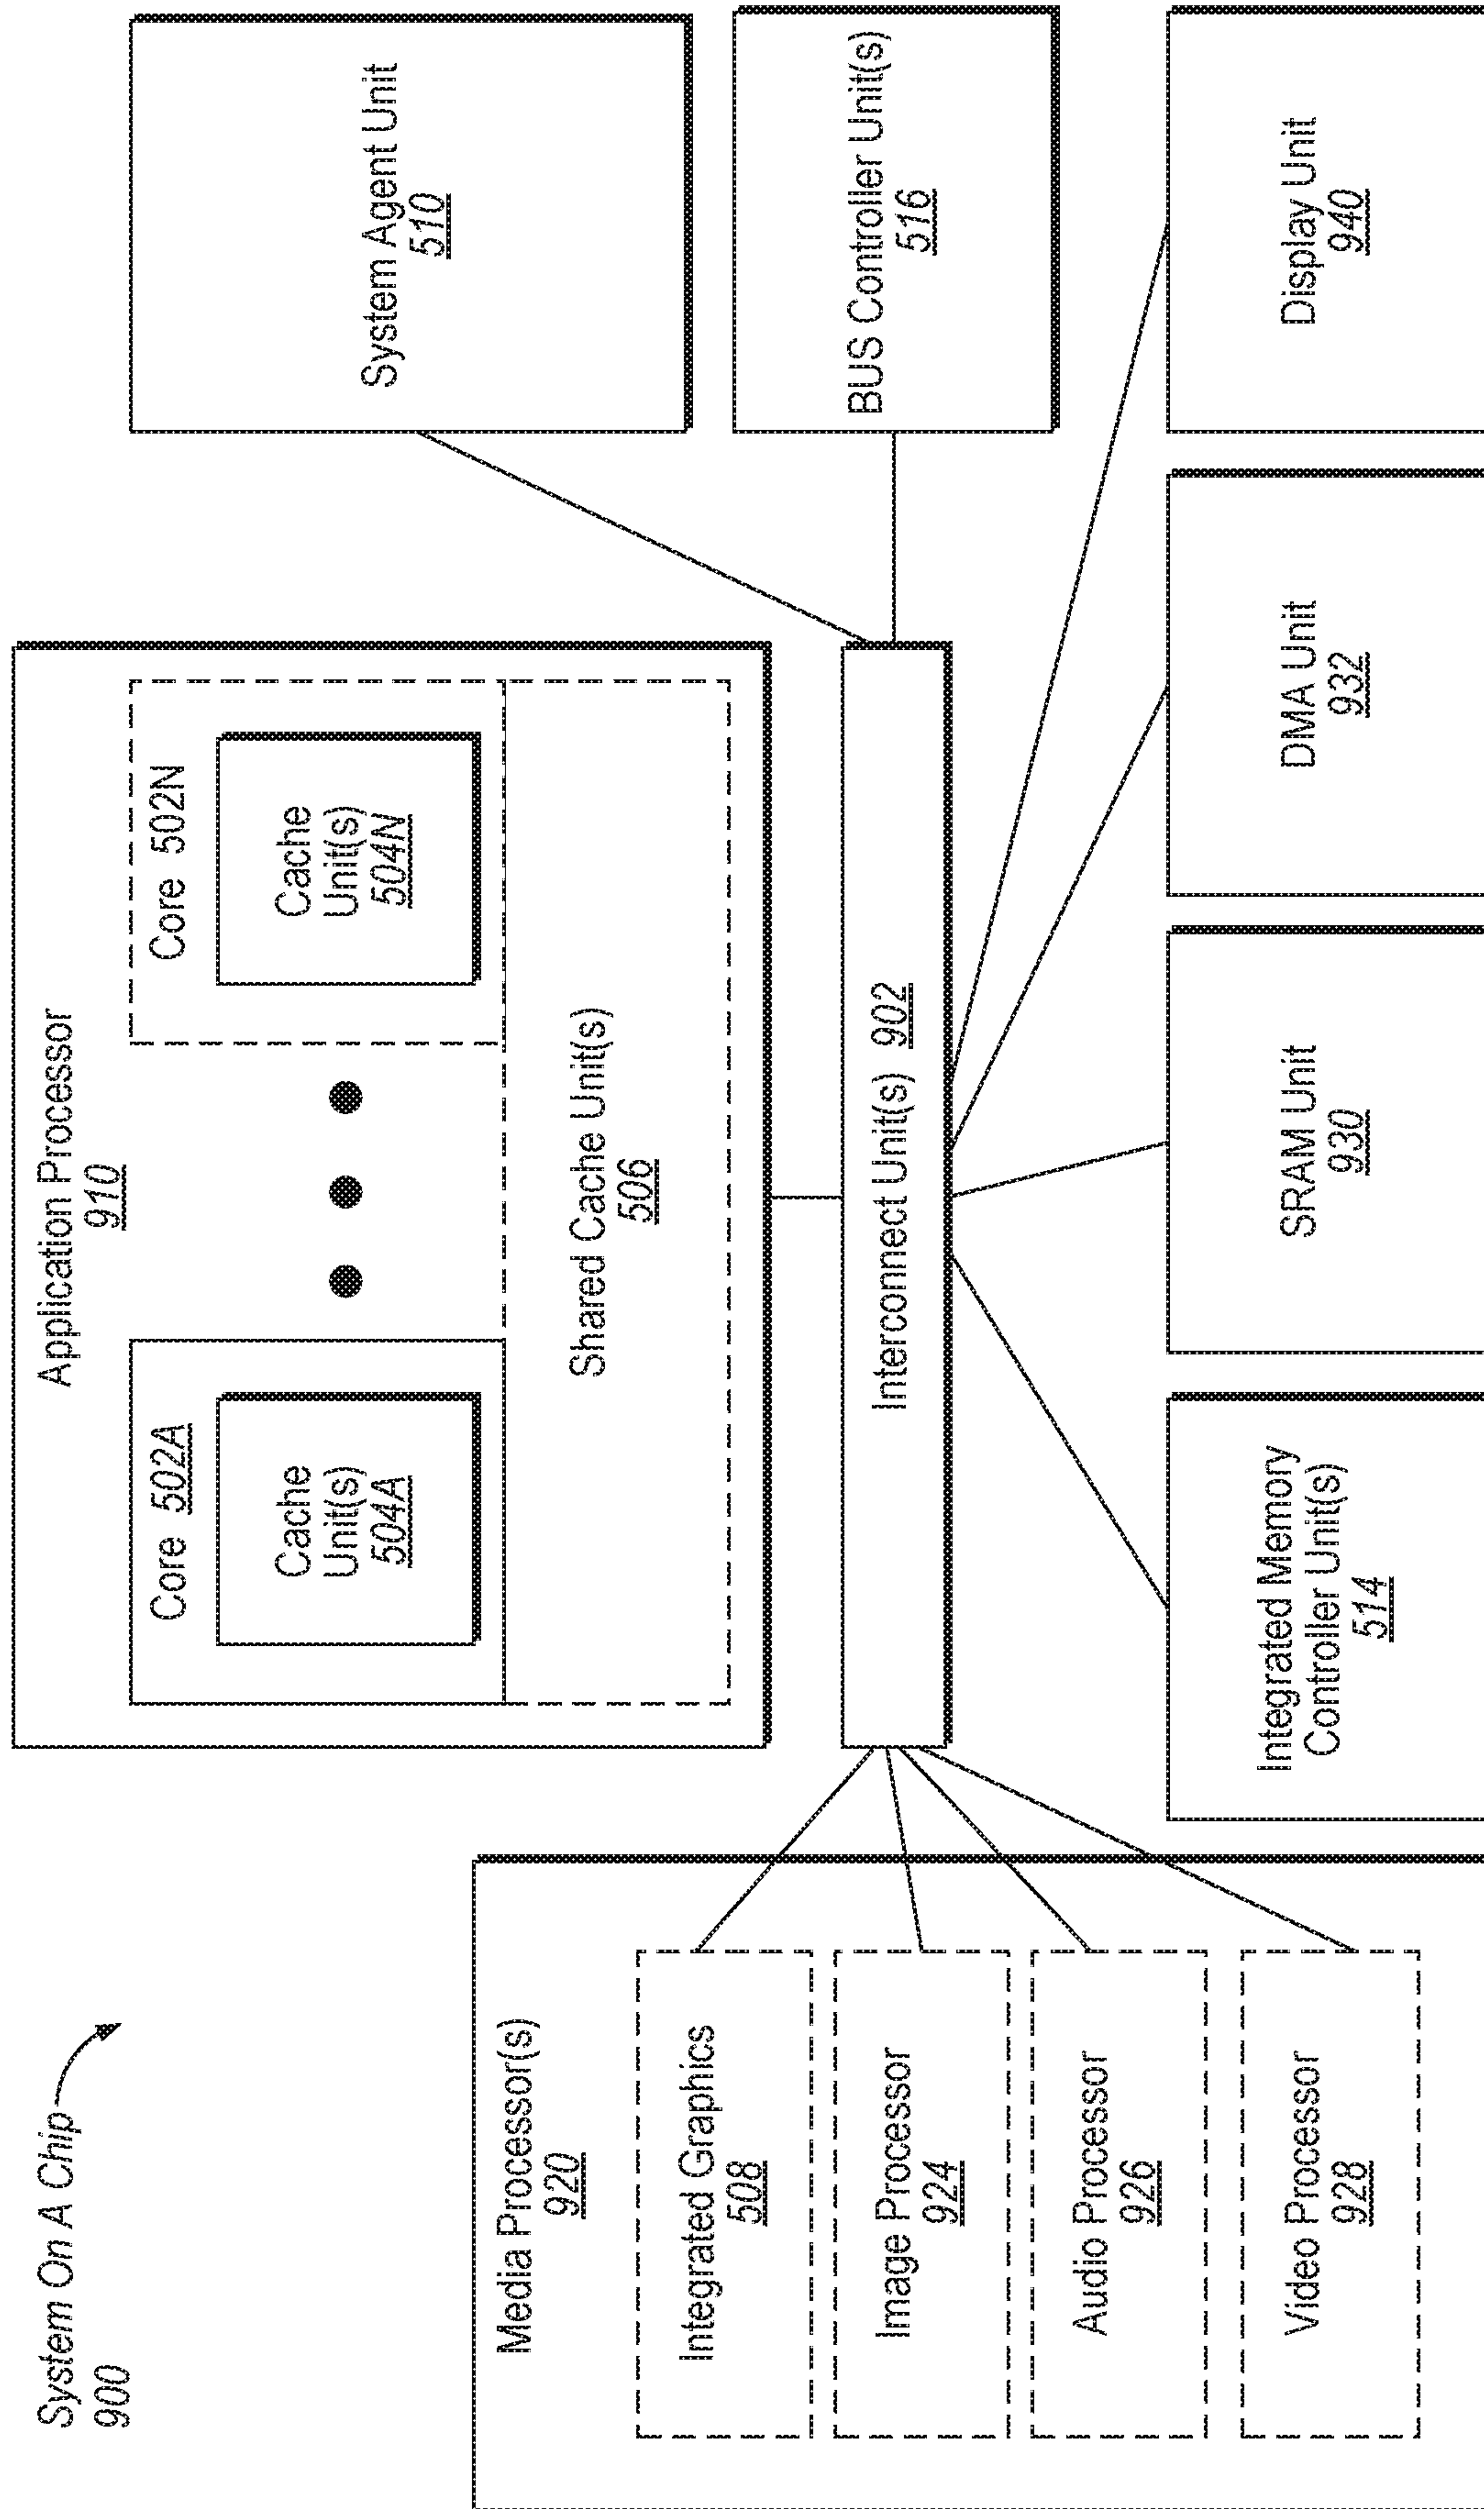 System On A Chip
900
Application Processor
910
Core 502A
Cache
Unit(s)
504A
Core 502N
Cache
Unit(s)
504N
Shared Cache Unit(s)
506
System Agent Unit
510
Media Processor(s)
920
Integrated Graphics
508
Image Processor
924
Audio Processor
926
Video Processor
928
Interconnect Unit(s) 902
BUS Controller Unit(s)
516
Integrated Memory
Controller Unit(s)
514
SRAM Unit
930
DMA Unit
932
Display Unit
940